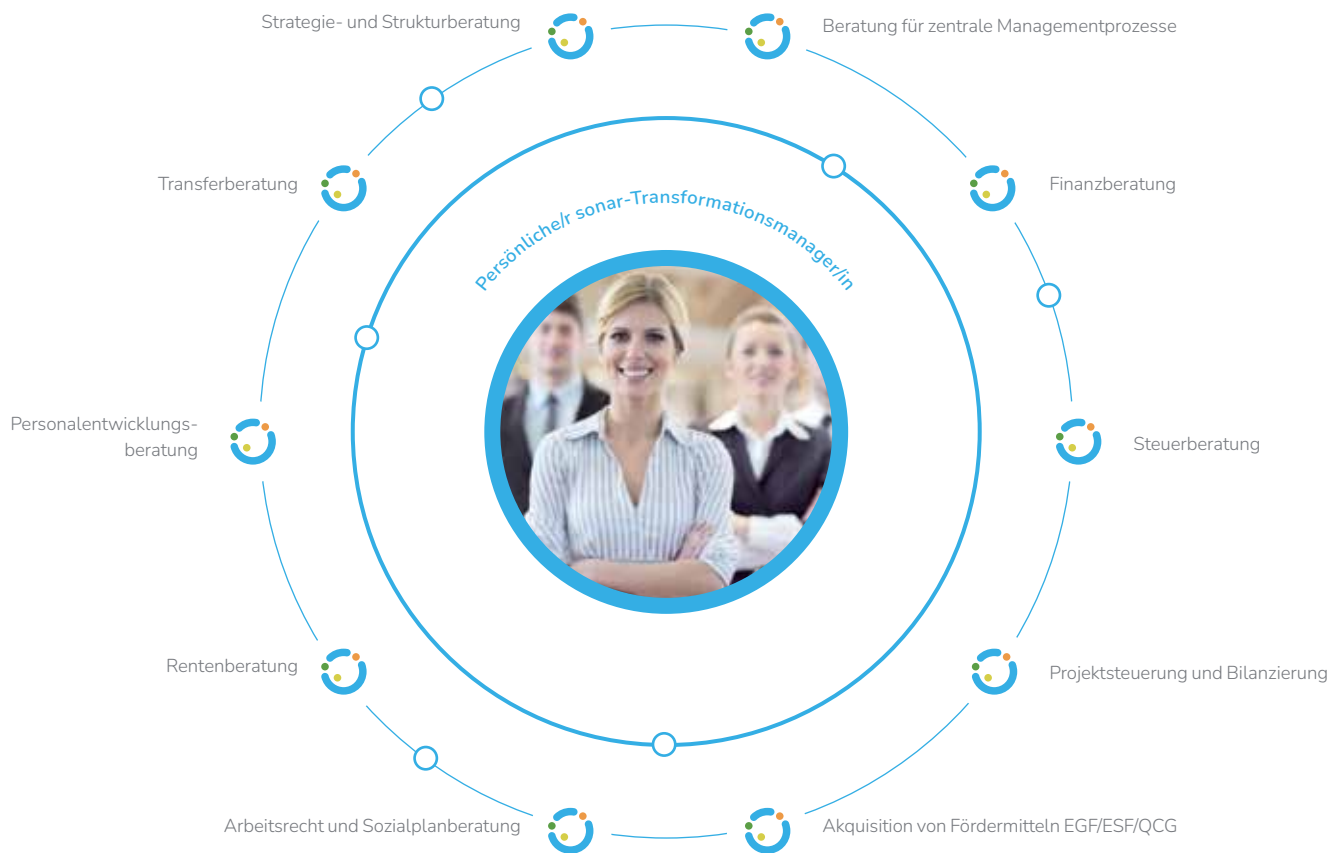 Strategie- und Strukturberatung
Beratung für zentrale Managementprozesse
Transferberatung
Finanzberatung
Persönliche/r sonar-Transformationsmanager/in
Personalentwicklungs-
beratung
Steuerberatung
Rentenberatung
Projektsteuerung und Bilanzierung
Arbeitsrecht und Sozialplanberatung
Akquisition von Fördermitteln EGF/ESF/QCG